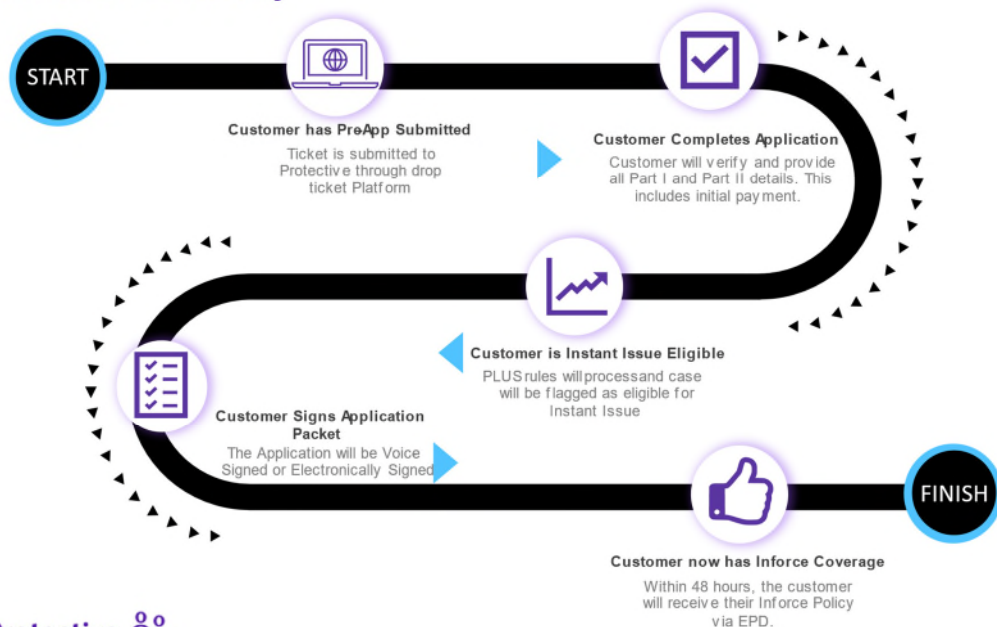 START
Customer has Pre-App Submitted
Ticket is submitted to
Protective through drop
ticket Platform
Customer Completes Application
Customer will verify and provide
all Part I and Part II details. This
includes initial payment.
Customer is Instant Issue Eligible
PLUS rules will processand case
will be flagged as eligible for
Instant Issue
Customer Signs Application
Packet
The Application will be Voice
Signed or Electronically Signed
FINISH
Customer now has Inforce Coverage
Within 48 hours, the customer
will receive their Inforce Policy
via EPD.